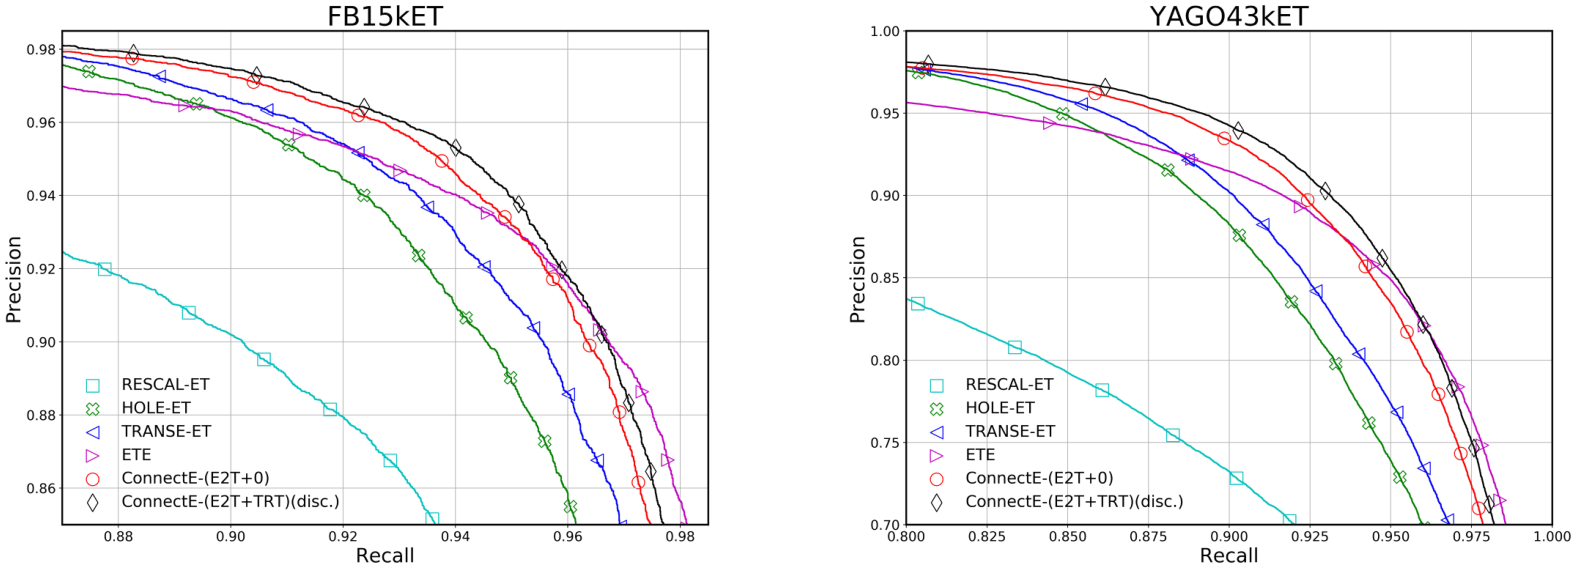 FB15kET
Precision
0.98
0.96
0.94
0.92
0.90
0.88
0.86
RESCAL-ET
HOLE-ET
TRANSE-ET
ETE
ConnectE-(E2T+0)
ConnectE-(E2T+TRT)(disc.)
0.88 0.90 0.92 0.94 0.96 0.98
Recall
YAGO43kET
Precision
1.00
0.95
0.90
0.85
0.80
0.75
0.70
RESCAL-ET
HOLE-ET
TRANSE-ET
ETE
ConnectE-(E2T+0)
ConnectE-(E2T+TRT)(disc.)
0.800 0.825 0.850 0.875 0.900 0.925 0.950 0.975 1.000
Recall